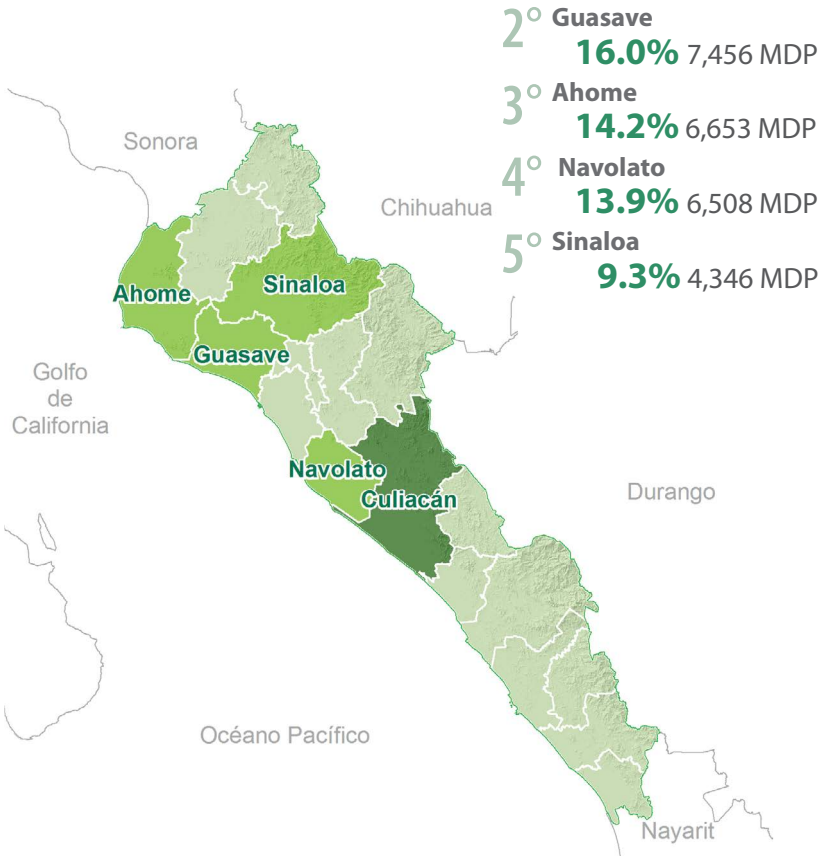 2° Guasave
16.0% 7,456 MDP
3° Ahome
14.2% 6,653 MDP
4° Navolato
13.9% 6,508 MDP
5° Sinaloa
9.3% 4,346 MDP
Sonora
Chihuahua
Sinaloa
Ahome
Guasave
Golfo
de
California
Navolato
Culiacán
Durango
Océano Pacífico
Nayarit